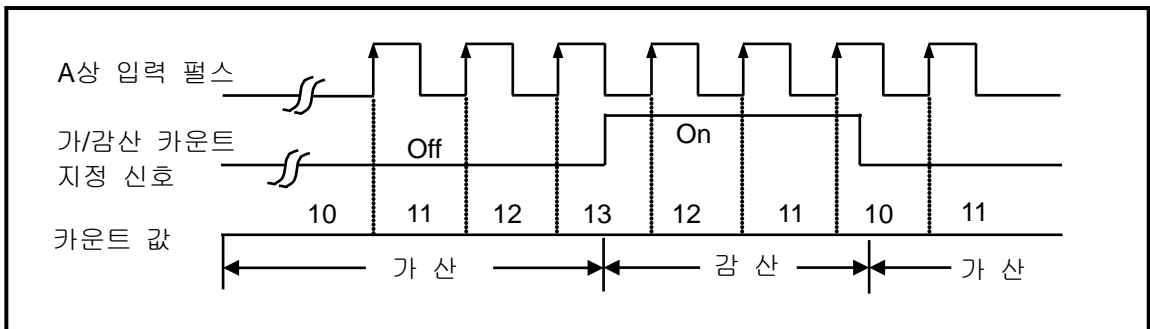 A상 입력 펄스
가/감산 카운트
지정 신호
Off
On
카운트 값
10 11 12 13 12 11 10 11
가 산 감 산 가 산